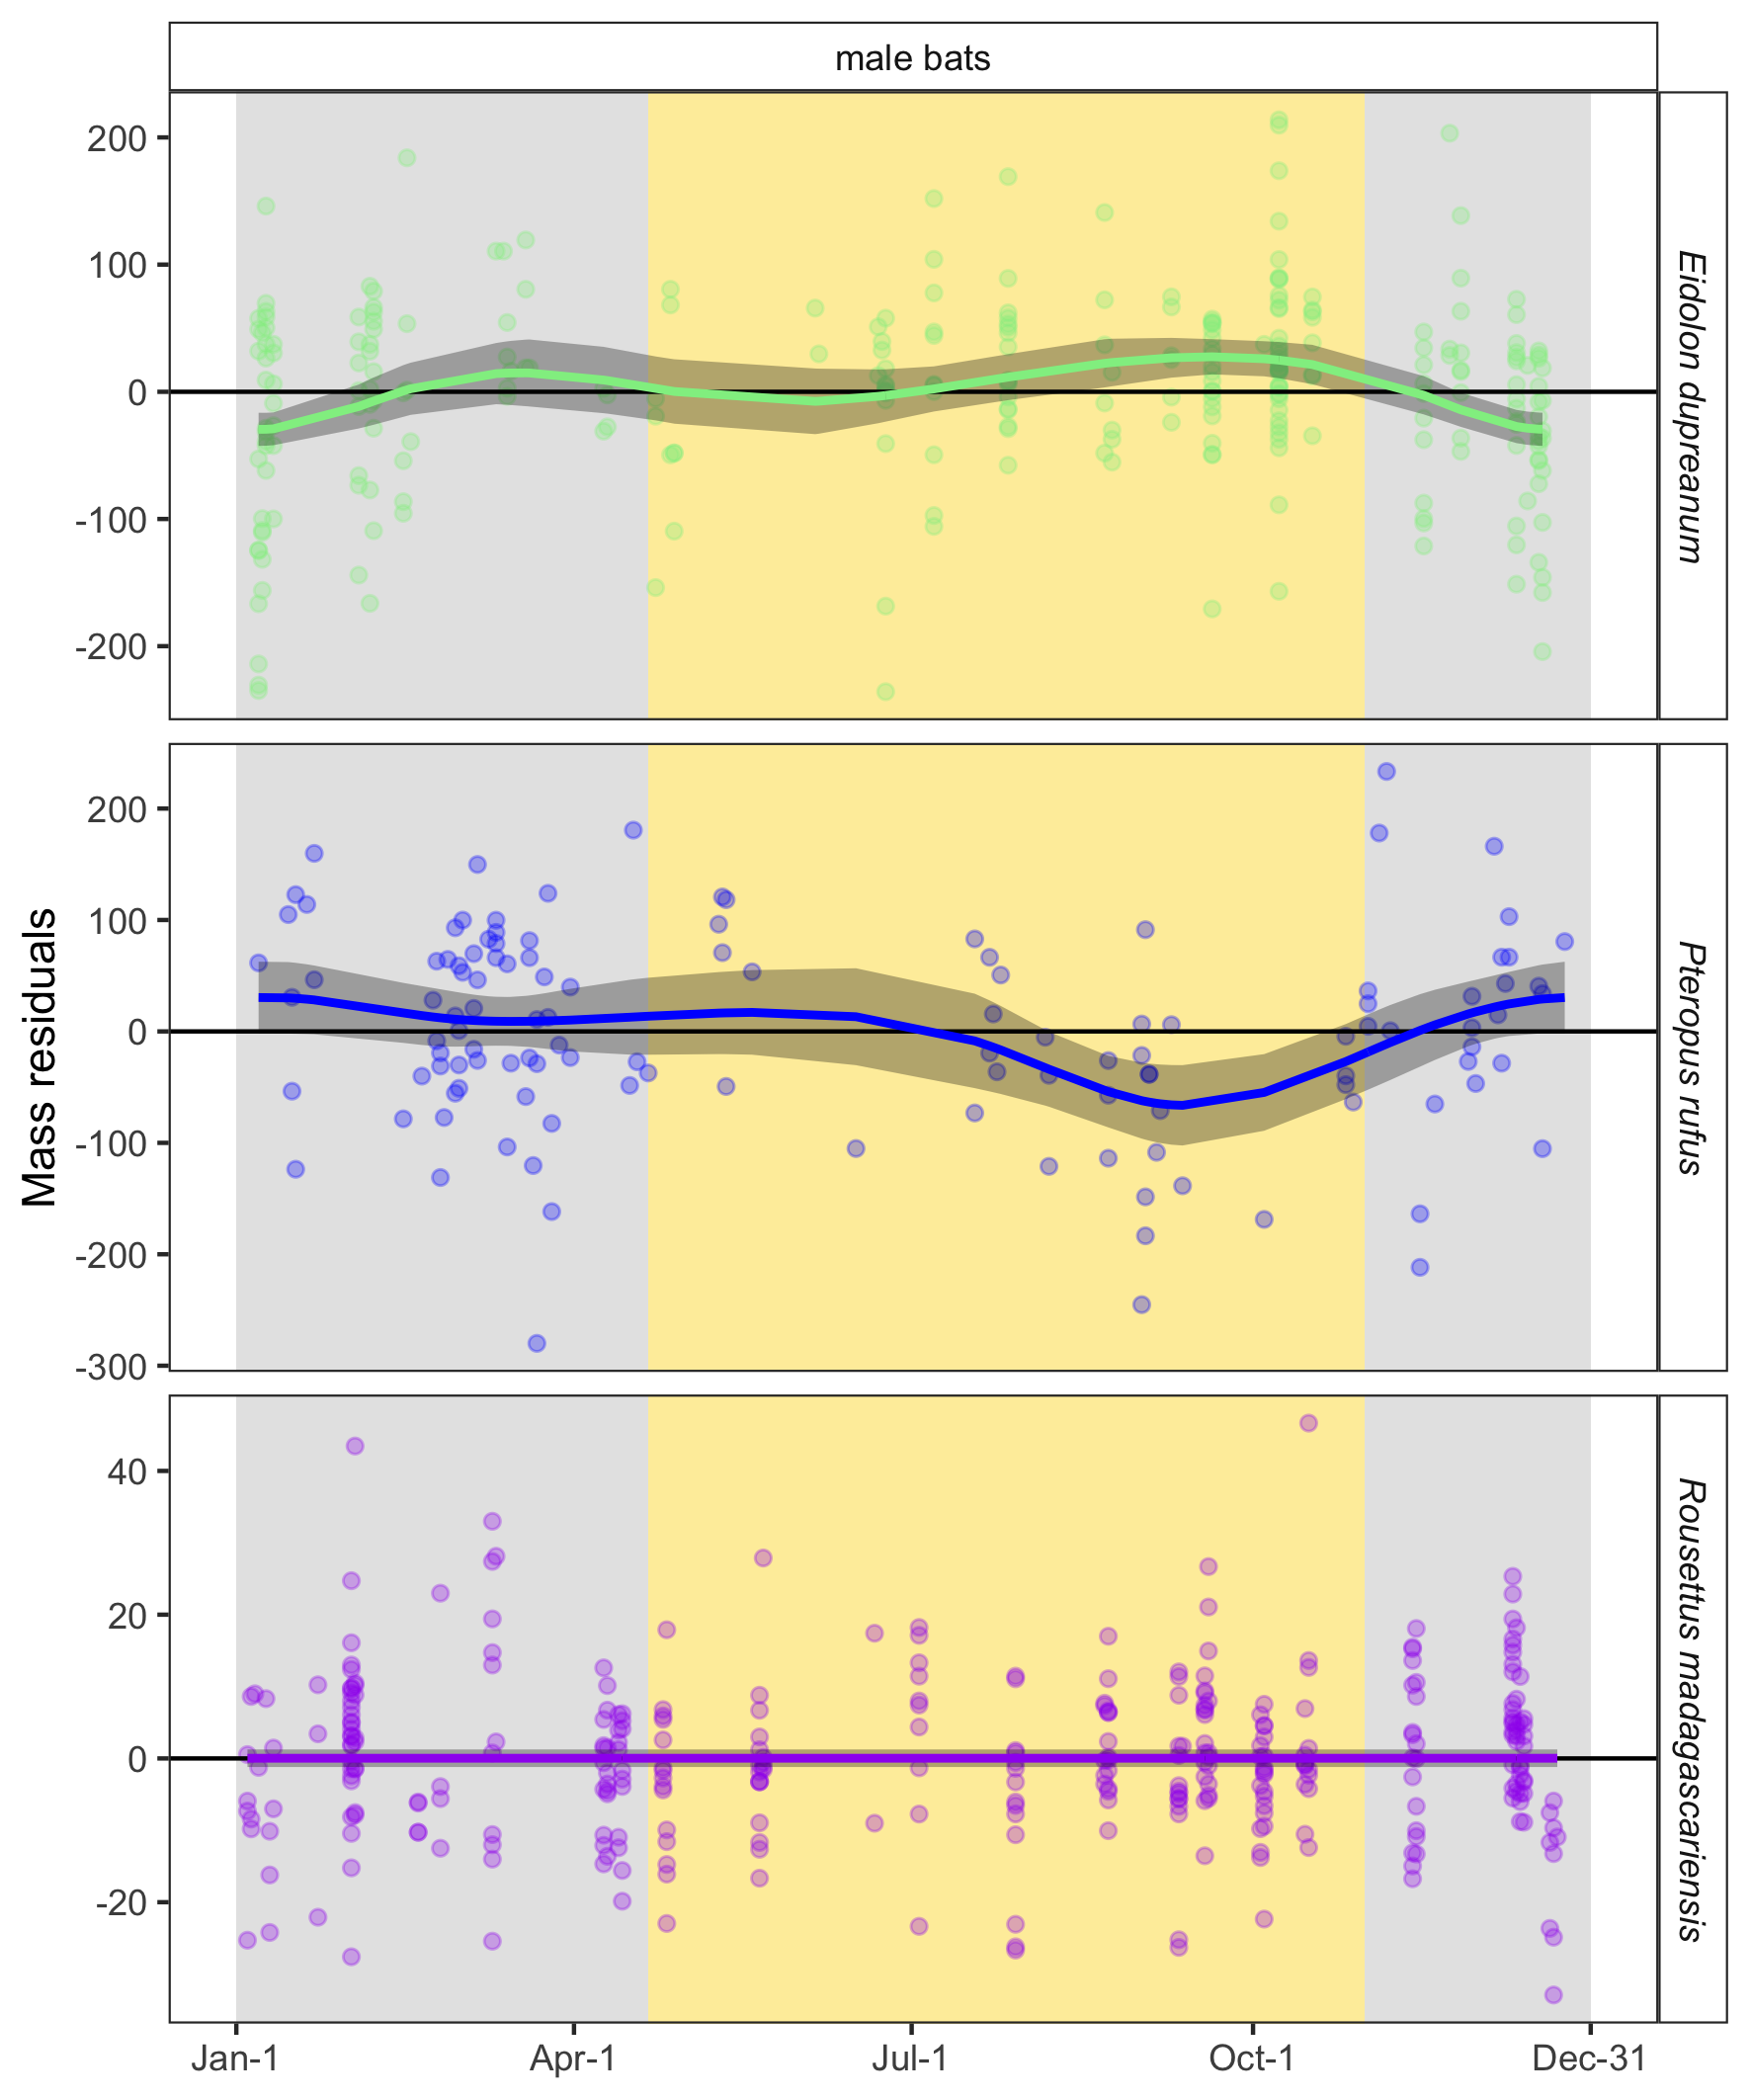 male bats
200
100
0
-100
-200
Eidolon dupreanum
Mass residuals
200
100
0
-100
-200
-300
Pteropus rufus
40
20
0
-20
Rousettus madagascariensis
Jan-1
Apr-1
Jul-1
Oct-1
Dec-31